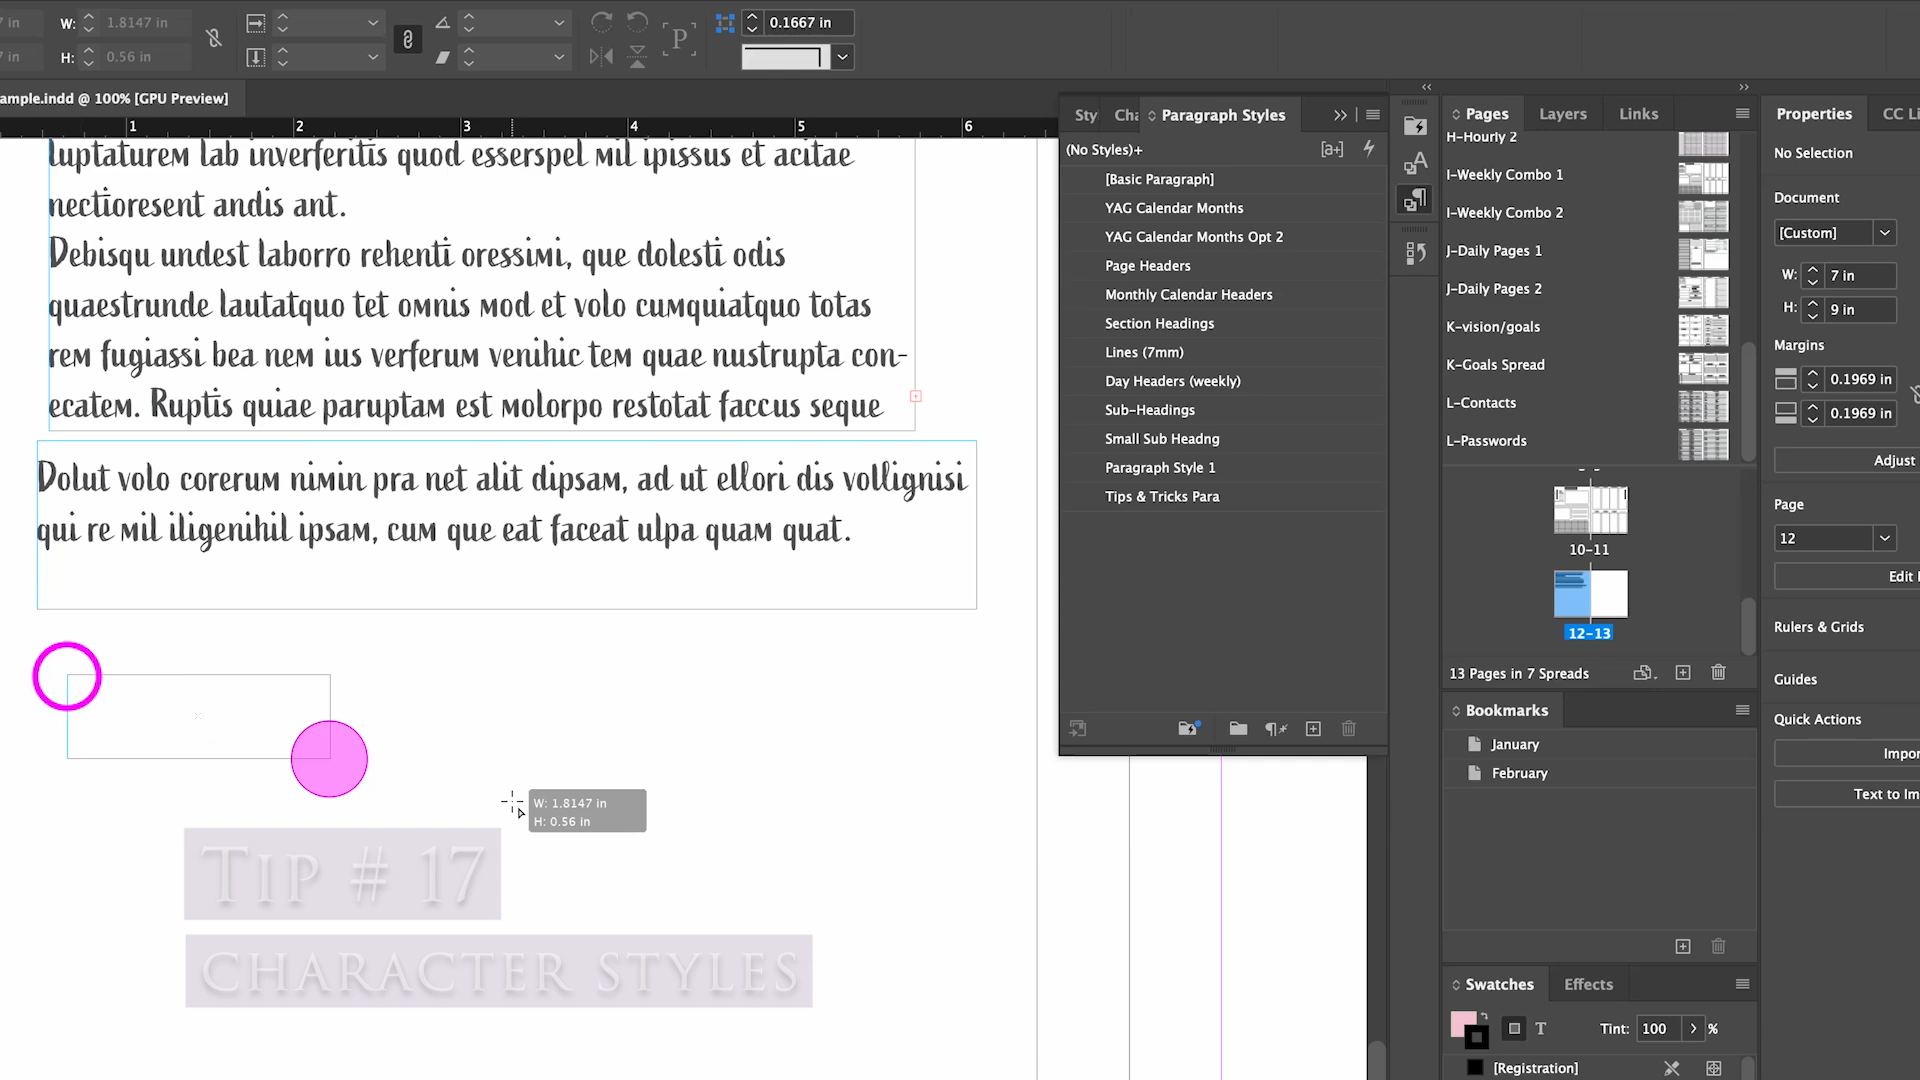 W: 1.8147 in
0.1667 in
in
H: 0.56 in
ample.indd @ 100% [GPU Preview]
1 2 3 4 5 6
luptaturem lab inverferitis quod esserspel mil ipissus et acitae
nectioresent andis ant.
Debisqu undest laborro rehenti oressimi, que dolesti odis
quaestrunde lautatquo tet omnis mod et volo cumquiatquo totas
rem fugiassi bea nem ius verferum venihic tem quae nustrupta con-
ecatem. Ruptis quiae paruptam est molorpo restotat faccus seque
Dolut volo corerum nimin pra net alit dipsam, ad ut ellori dis vollignisi
qui re mil iligenihil ipsam, cum que eat faceat ulpa quam quat.
W: 1.8147 in
H: 0.56 in
Tip # 17
Character Styles
Sty Cha Paragraph Styles
(No Styles)+
[Basic Paragraph]
YAG Calendar Months
YAG Calendar Months Opt 2
Page Headers
Monthly Calendar Headers
Section Headings
Lines (7mm)
Day Headers (weekly)
Sub-Headings
Small Sub Headng
Paragraph Style 1
Tips & Tricks Para
Pages Layers Links
H-Hourly 2
I-Weekly Combo 1
I-Weekly Combo 2
J-Daily Pages 1
J-Daily Pages 2
K-vision/goals
K-Goals Spread
L-Contacts
L-Passwords
10-11
12-13
13 Pages in 7 Spreads
Bookmarks
January
February
Swatches Effects
T Tint: 100 %
[Registration]
Properties CC Li
No Selection
Document
[Custom]
W: 7 in
H: 9 in
Margins
0.1969 in
0.1969 in
Adjust
Page
12
Edit
Rulers & Grids
Guides
Quick Actions
Impor
Text to Im